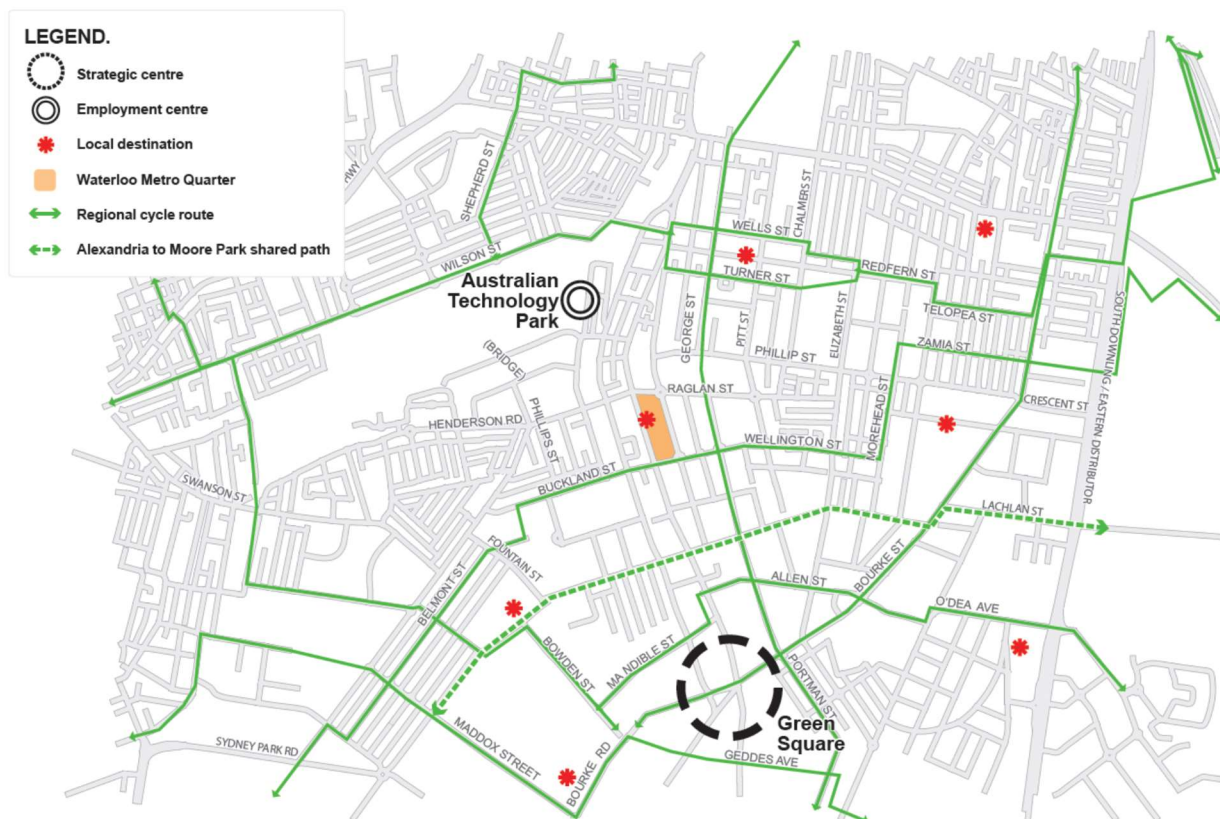 LEGEND.
Strategic centre
Employment centre
Local destination
Waterloo Metro Quarter
Regional cycle route
Alexandria to Moore Park shared path
HWY
SHEPHERD ST
WILSON ST
Australian
Technology
Park
WELLS ST
CHALMERS ST
TURNER ST
REDFERN ST
TELOPEA ST
GEORGE ST
PITT ST
ELIZABETH ST
PHILLIP ST
ZAMIA ST
SOUTH DOWLING / EASTERN DISTRIBUTOR
(BRIDGE)
RAGLAN ST
MOREHEAD ST
CRESCENT ST
HENDERSON RD
PHILLIPS ST
WELLINGTON ST
BUCKLAND ST
SWANSON ST
LACHLAN ST
FOUNTAIN ST
BOURKE ST
ALLEN ST
BELMONT ST
O'DEA AVE
BOWDEN ST
MA NDIBLE ST
PORTMAN ST
Green
Square
SYDNEY PARK RD
MADDOX STREET
BOURKE RD
GEDDES AVE